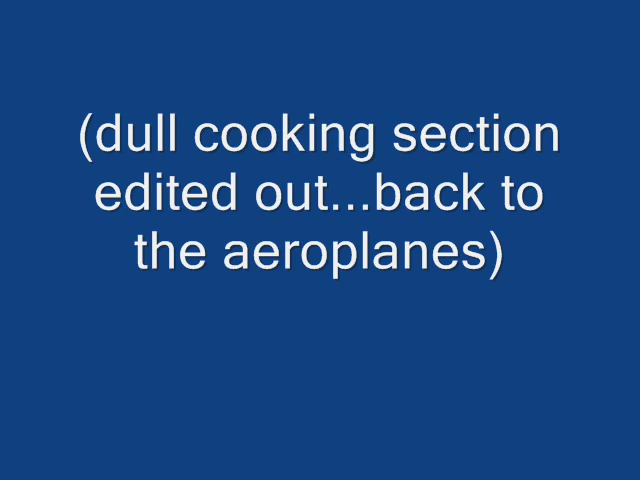 (dull cooking section
edited out...back to
the aeroplanes)